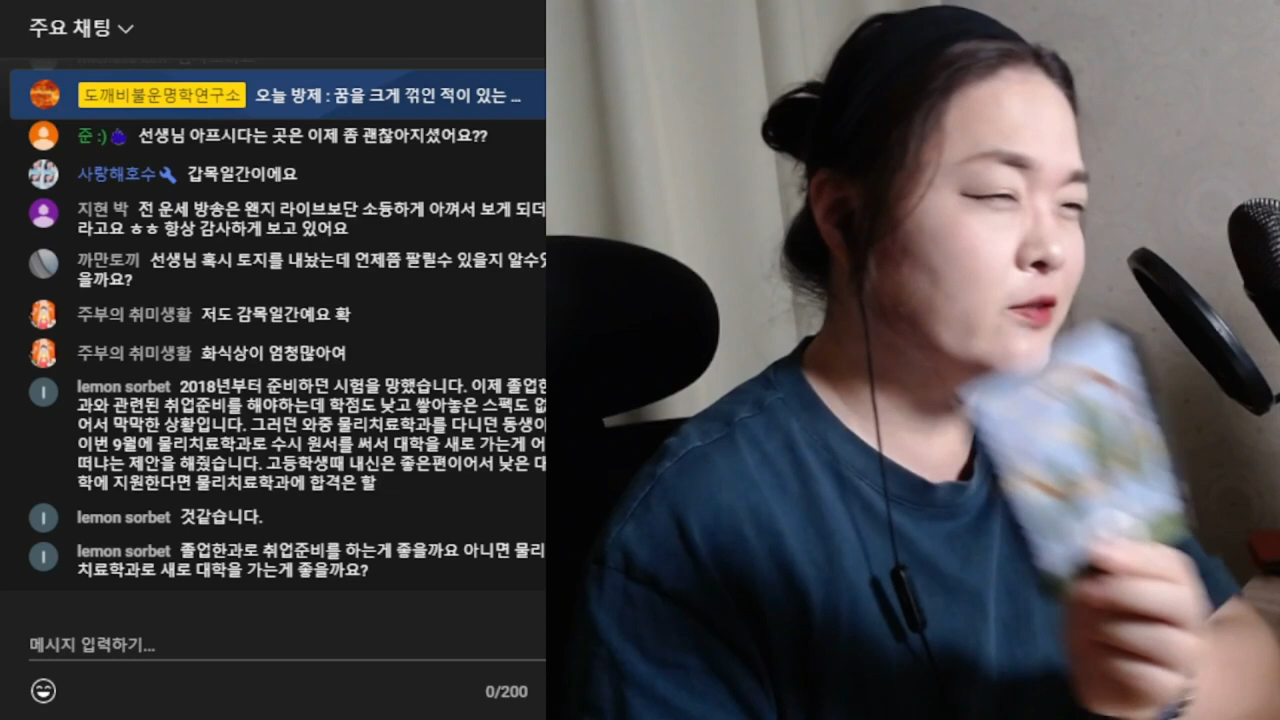 주요 채팅
도깨비불운명학연구소 오늘 방제 : 꿈을 크게 꺾인 적이 있는 ...
준 :) 선생님 아프시다는 곳은 이제 좀 괜찮아지셨어요??
사랑해호수 갑목일간이에요
지현 박 전 운세 방송은 왠지 라이브보단 소듕하게 아껴서 보게 되더
라고요 ㅎㅎ 항상 감사하게 보고 있어요
까만토끼 선생님 혹시 토지를 내놨는데 언제쯤 팔릴수 있을지 알수있
을까요?
주부의 취미생활 저도 감목일간에요 확
주부의 취미생활 화식상이 엄청많아여
lemon sorbet 2018년부터 준비하던 시험을 망했습니다. 이제 졸업한
과와 관련된 취업준비를 해야하는데 학점도 낮고 쌓아놓은 스펙도 없
어서 막막한 상황입니다. 그러던 와중 물리치료학과를 다니던 동생이
이번 9월에 물리치료학과로 수시 원서를 써서 대학을 새로 가는게 어
떠냐는 제안을 해줬습니다. 고등학생때 내신은 좋은편이어서 낮은 대
학에 지원한다면 물리치료학과에 합격은 할
lemon sorbet 것같습니다.
lemon sorbet 졸업한과로 취업준비를 하는게 좋을까요 아니면 물리
치료학과로 새로 대학을 가는게 좋을까요?
메시지 입력하기...
0/200